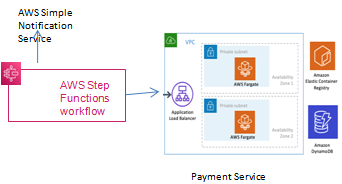 AWS Simple
Notification
Service
AWS Step
Functions
workflow
VPC
Private subnet
AWS Fargate
Availability
Zone 1
Application
Load Balancer
Private subnet
AWS Fargate
Availability
Zone 2
Amazon
Elastic Container
Registry
Amazon
DynamoDB
Payment Service